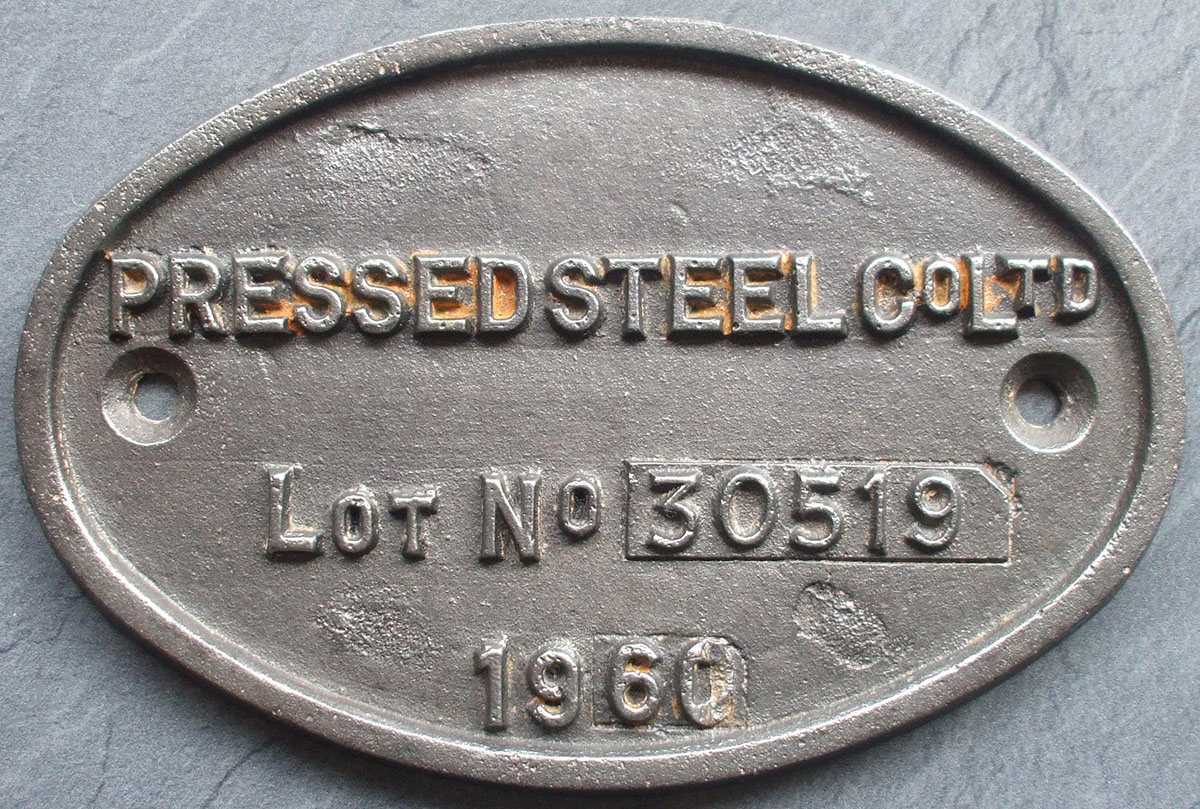 PRESSED STEEL Co LTD
LOT No 30519
1960